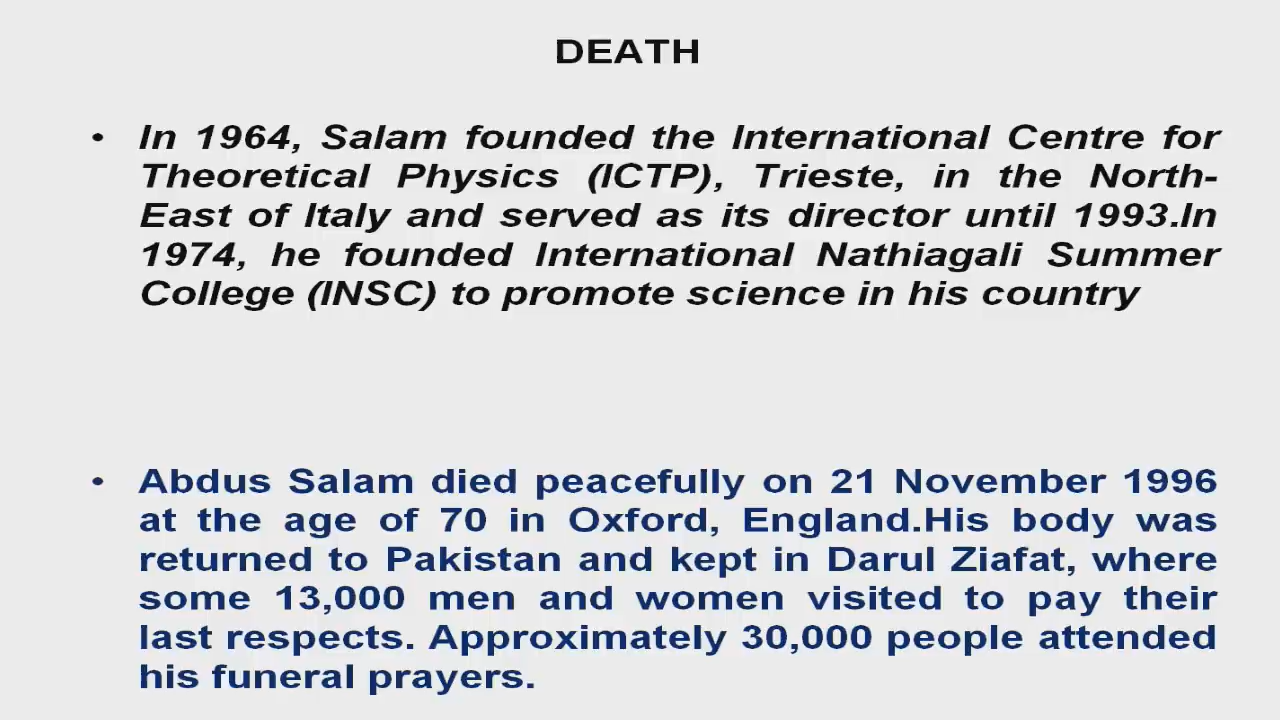 DEATH
• In 1964, Salam founded the International Centre for
Theoretical Physics (ICTP), Trieste, in the North-
East of Italy and served as its director until 1993.In
1974, he founded International Nathiagali Summer
College (INSC) to promote science in his country
• Abdus Salam died peacefully on 21 November 1996
at the age of 70 in Oxford, England.His body was
returned to Pakistan and kept in Darul Ziafat, where
some 13,000 men and women visited to pay their
last respects. Approximately 30,000 people attended
his funeral prayers.